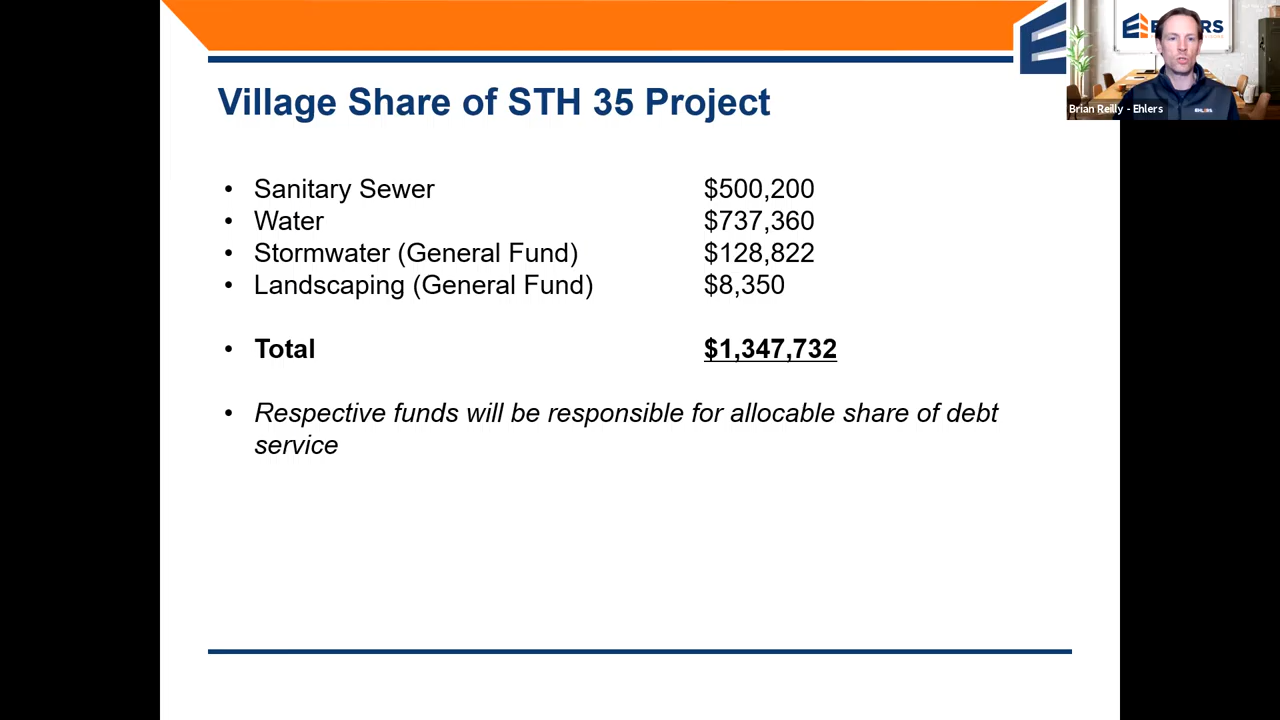 EHLERS
Brian Reilly - Ehlers
EHLERS
Village Share of STH 35 Project
• Sanitary Sewer $500,200
• Water $737,360
• Stormwater (General Fund) $128,822
• Landscaping (General Fund) $8,350
• Total $1,347,732
• Respective funds will be responsible for allocable share of debt
service